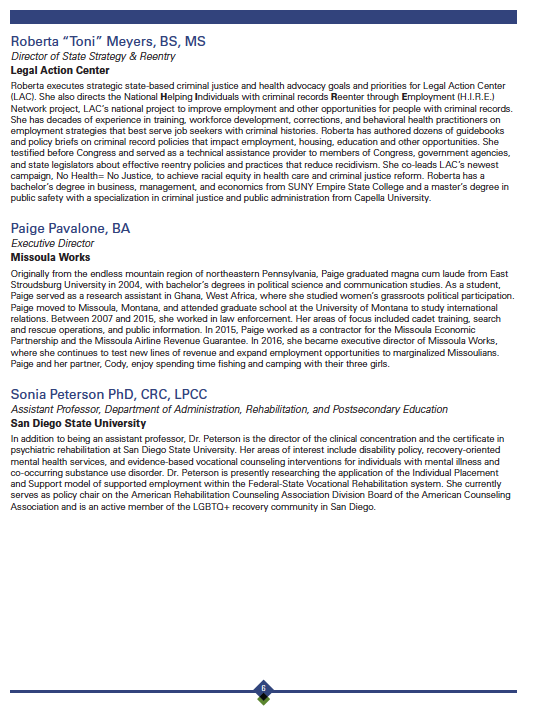 Roberta “Toni” Meyers, BS, MS
Director of State Strategy & Reentry
Legal Action Center
Roberta executes strategic state-based criminal justice and health advocacy goals and priorities for Legal Action Center
(LAC). She also directs the National Helping Individuals with criminal records Reenter through Employment (H.I.R.E.)
Network project, LAC’s national project to improve employment and other opportunities for people with criminal records.
She has decades of experience in training, workforce development, corrections, and behavioral health practitioners on
employment strategies that best serve job seekers with criminal histories. Roberta has authored dozens of guidebooks
and policy briefs on criminal record policies that impact employment, housing, education and other opportunities. She
testified before Congress and served as a technical assistance provider to members of Congress, government agencies,
and state legislators about effective reentry policies and practices that reduce recidivism. She co-leads LAC’s newest
campaign, No Health= No Justice, to achieve racial equity in health care and criminal justice reform. Roberta has a
bachelor’s degree in business, management, and economics from SUNY Empire State College and a master’s degree in
public safety with a specialization in criminal justice and public administration from Capella University.
Paige Pavalone, BA
Executive Director
Missoula Works
Originally from the endless mountain region of northeastern Pennsylvania, Paige graduated magna cum laude from East
Stroudsburg University in 2004, with bachelor’s degrees in political science and communication studies. As a student,
Paige served as a research assistant in Ghana, West Africa, where she studied women’s grassroots political participation.
Paige moved to Missoula, Montana, and attended graduate school at the University of Montana to study international
relations. Between 2007 and 2015, she worked in law enforcement. Her areas of focus included cadet training, search
and rescue operations, and public information. In 2015, Paige worked as a contractor for the Missoula Economic
Partnership and the Missoula Airline Revenue Guarantee. In 2016, she became executive director of Missoula Works,
where she continues to test new lines of revenue and expand employment opportunities to marginalized Missoulians.
Paige and her partner, Cody, enjoy spending time fishing and camping with their three girls.
Sonia Peterson PhD, CRC, LPCC
Assistant Professor, Department of Administration, Rehabilitation, and Postsecondary Education
San Diego State University
In addition to being an assistant professor, Dr. Peterson is the director of the clinical concentration and the certificate in
psychiatric rehabilitation at San Diego State University. Her areas of interest include disability policy, recovery-oriented
mental health services, and evidence-based vocational counseling interventions for individuals with mental illness and
co-occurring substance use disorder. Dr. Peterson is presently researching the application of the Individual Placement
and Support model of supported employment within the Federal-State Vocational Rehabilitation system. She currently
serves as policy chair on the American Rehabilitation Counseling Association Division Board of the American Counseling
Association and is an active member of the LGBTQ+ recovery community in San Diego.
6